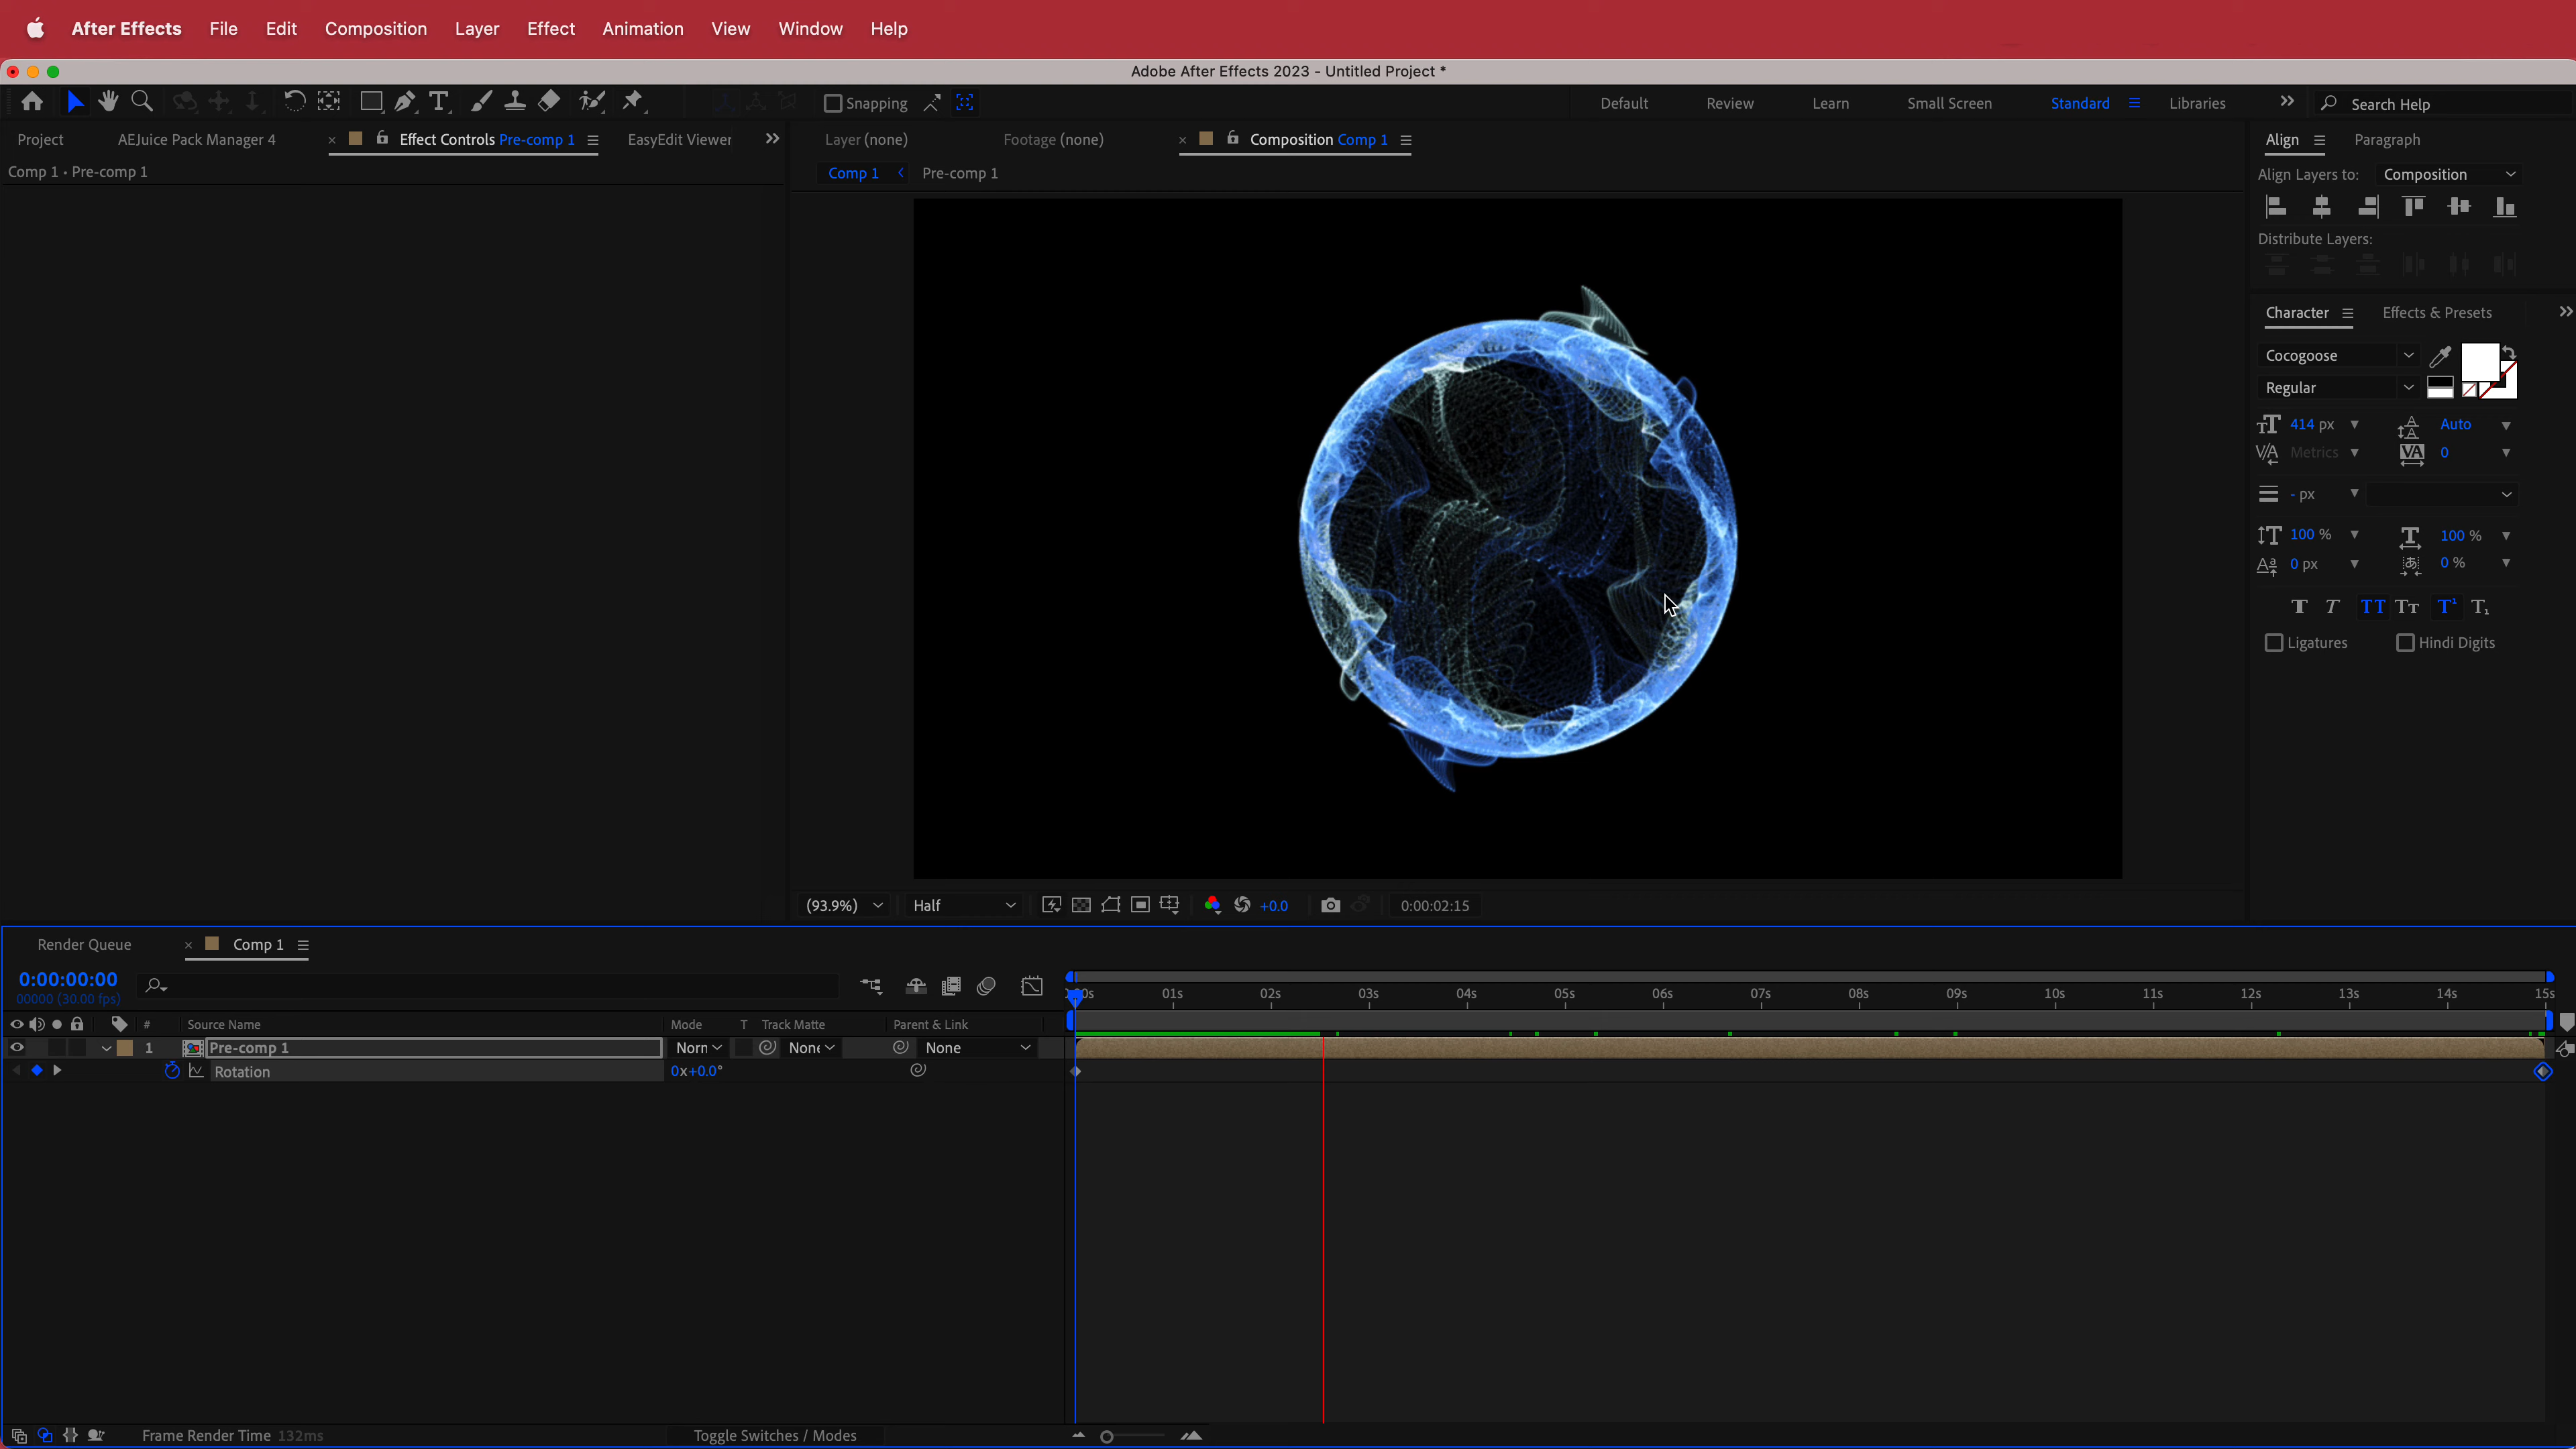 After Effects File Edit Composition Layer Effect Animation View Window Help
Adobe After Effects 2023 - Untitled Project *
Snapping
Default Review Learn Small Screen Standard Libraries Search Help
Project AEJuice Pack Manager 4 Effect Controls Pre-comp 1 EasyEdit Viewer
Layer (none) Footage (none) Composition Comp 1
Align Paragraph
Comp 1 • Pre-comp 1
Comp 1 Pre-comp 1
Align Layers to: Composition
Distribute Layers:
Character Effects & Presets
Cocogoose
Regular
414 px Auto
Metrics 0
- px
100 % 100 %
0 px 0 %
Ligatures Hindi Digits
(93.9%) Half +0.0 0:00:02:15
Render Queue Comp 1
0:00:00:00
00000 (30.00 fps)
01s 02s 03s 04s 05s 06s 07s 08s 09s 10s 11s 12s 13s 14s 15s
# Source Name Mode T Track Matte Parent & Link
1 Pre-comp 1 Norn None None
Rotation 0x+0.0°
Frame Render Time 132ms Toggle Switches / Modes